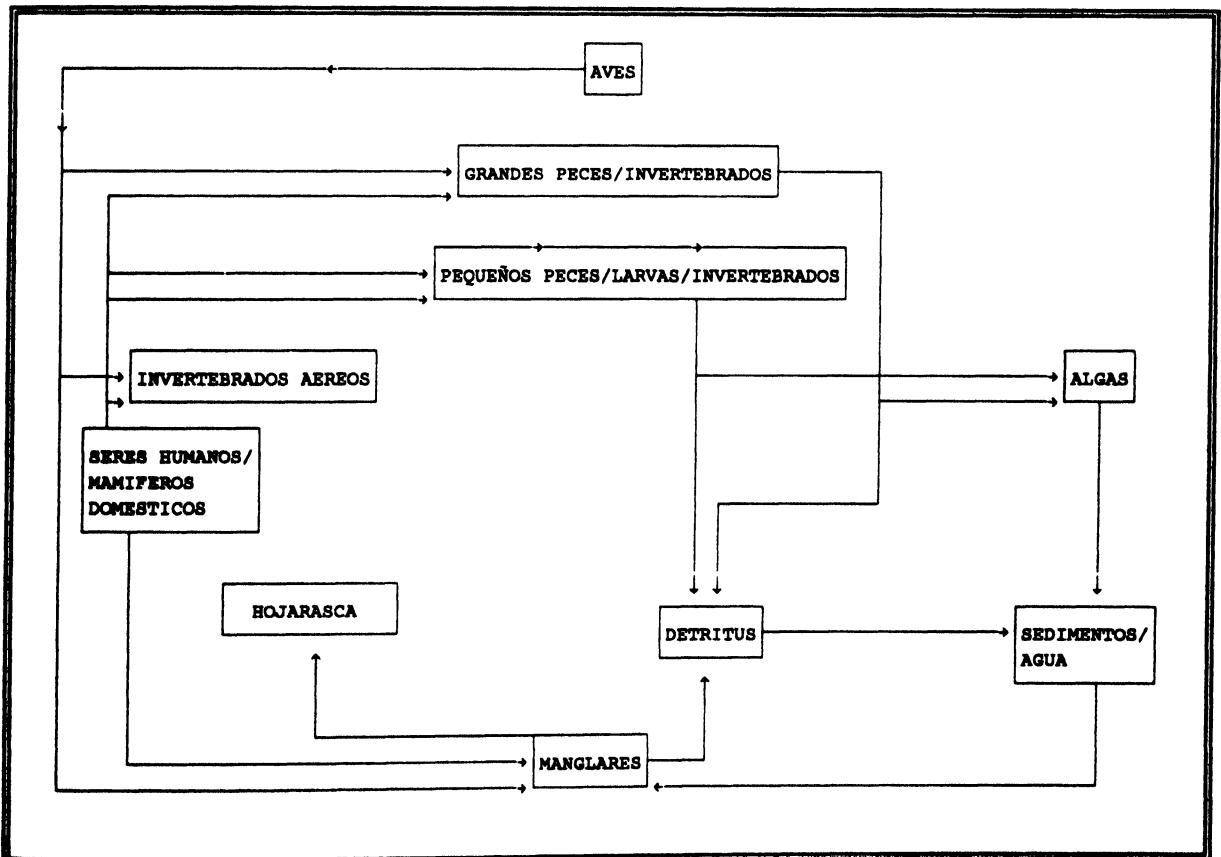 AVES
GRANDES PECES/INVERTEBRADOS
PEQUEÑOS PECES/LARVAS/INVERTEBRADOS
INVERTEBRADOS AEREOS
ALGAS
SERES HUMANOS/
MAMIFEROS
DOMESTICOS
HOJARASCA
DETRITUS
SEDIMENTOS/
AGUA
MANGLARES